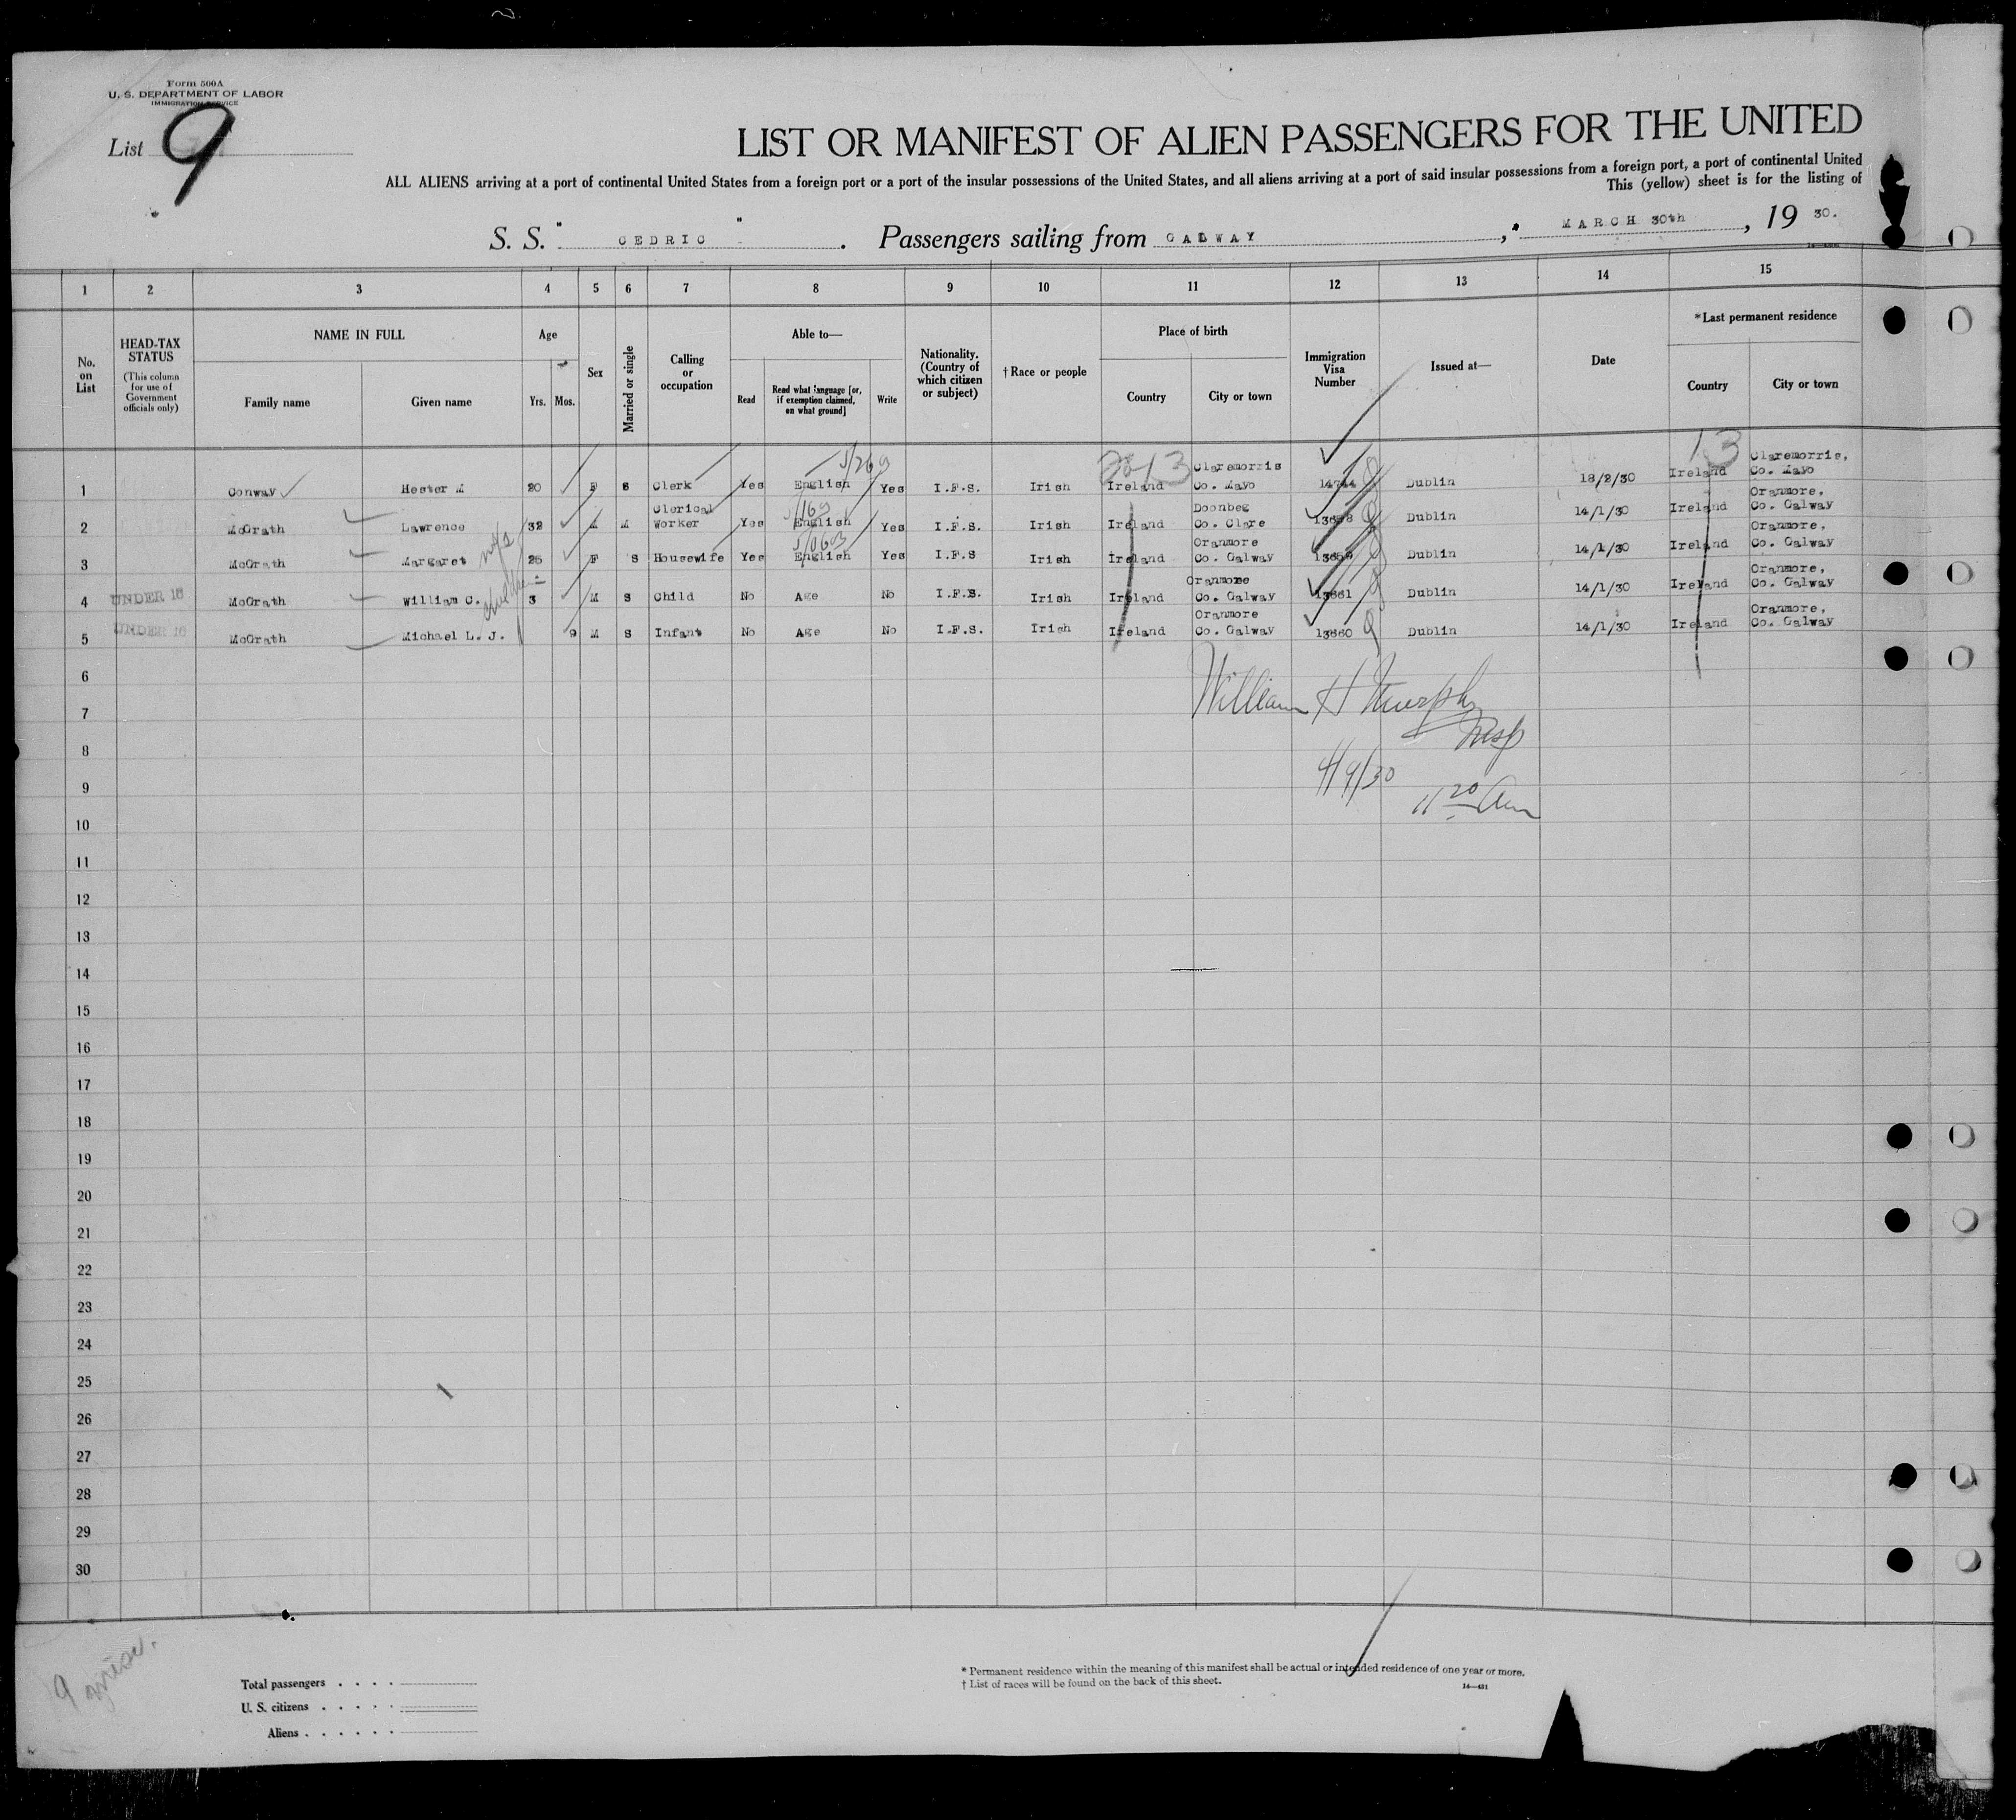 Form 500A
U. S. DEPARTMENT OF LABOR
IMMIGRATION SERVICE
List 9
LIST OR MANIFEST OF ALIEN PASSENGERS FOR THE UNITED
ALL ALIENS arriving at a port of continental United States from a foreign port or a port of the insular possessions of the United States, and all aliens arriving at a port of said insular possessions from a foreign port, a port of continental United
This (yellow) sheet is for the listing of
S. S. " CEDRIC " . Passengers sailing from GALWAY , MARCH 30th , 19 30.
1 2 3 4 5 6 7 8 9 10 11 12 13 14 15
No. on List
HEAD-TAX STATUS
(This column for use of Government officials only)
NAME IN FULL
Family name
Given name
Age
Yrs. Mos.
Sex
Married or single
Calling or occupation
Able to—
Read
Read what language [or, if exemption claimed, on what ground]
Write
Nationality. (Country of which citizen or subject)
† Race or people
Place of birth
Country
City or town
Immigration Visa Number
Issued at—
Date
*Last permanent residence
Country
City or town
13
1 Conway Hester M 20 F S Clerk Yes English Yes I.F.S. Irish Ireland Claremorris Co. Mayo 14744 Dublin 18/2/30 Ireland Claremorris, Co. Mayo
2 McGrath Lawrence 32 M M Clerical Worker Yes English Yes I.F.S. Irish Ireland Doonbeg Co. Clare Dublin 14/1/30 Ireland Oranmore, Co. Galway
3 McGrath Margaret 25 F S Housewife Yes English Yes I.F.S Irish Ireland Oranmore Co. Galway Dublin 14/1/30 Ireland Oranmore, Co. Galway
4 UNDER 16 McGrath William C. 3 M S Child No Age No I.F.S. Irish Ireland Oranmore Co. Galway 13661 Dublin 14/1/30 Ireland Oranmore, Co. Galway
5 UNDER 16 McGrath Michael L. J. 9 M S Infant No Age No I.F.S. Irish Ireland Oranmore Co. Galway 13660 Dublin 14/1/30 Ireland Oranmore, Co. Galway
6
William H Murphy
7
Insp
8
9
4/9/30
11 20 Am
10
11
12
13
14
15
16
17
18
19
20
21
22
23
24
25
26
27
28
29
30
Total passengers . . . .
U. S. citizens . . . . .
Aliens . . . . . .
* Permanent residence within the meaning of this manifest shall be actual or intended residence of one year or more.
† List of races will be found on the back of this sheet.
14—431